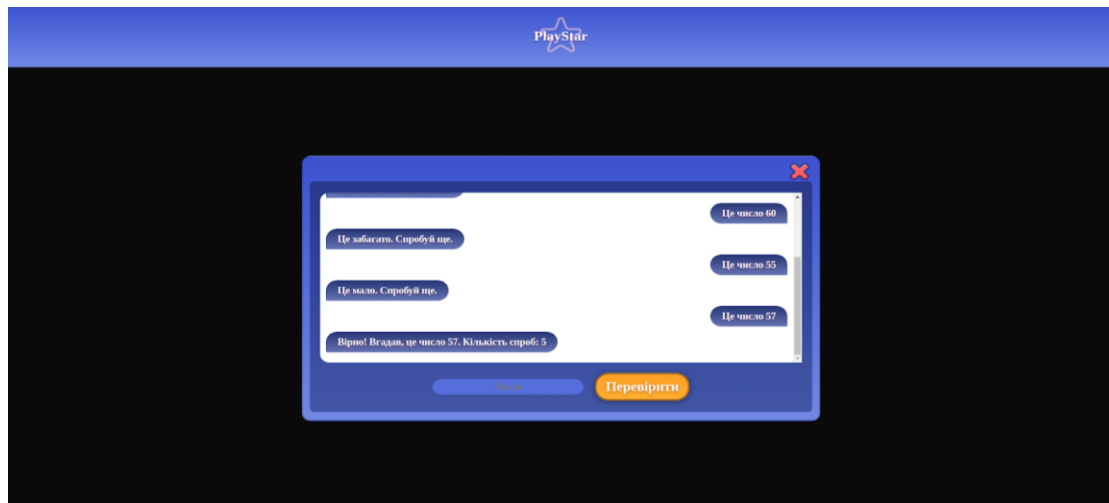 PlayStar
Це число 60
Це забагато. Спробуй ще.
Це число 55
Це мало. Спробуй ще.
Це число 57
Вірно! Вгадав, це число 57. Кількість спроб: 5
Перевірити